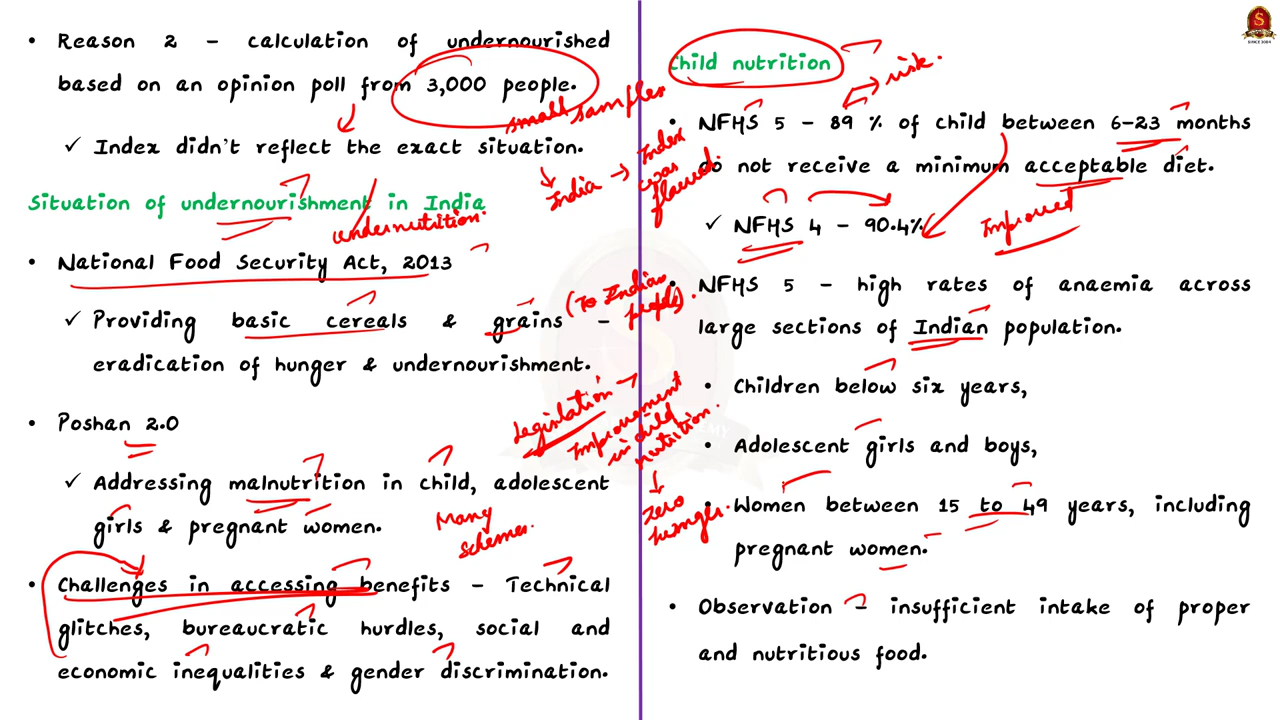 • Reason 2 - calculation of undernourished
based on an opinion poll from 3,000 people.
✓ Index didn't reflect the exact situation.
small samples
India → Index
was
flawed.
Situation of undernourishment in India
undernutrition.
• National Food Security Act, 2013
✓ Providing basic cereals & grains -
(To Indian
people).
eradication of hunger & undernourishment.
• Poshan 2.0
Legislation →
Improvement
in child
nutrition.
↓
Zero
hunger.
✓ Addressing malnutrition in child, adolescent
girls & pregnant women.
Many
schemes.
• Challenges in accessing benefits - Technical
glitches, bureaucratic hurdles, social and
economic inequalities & gender discrimination.
Child nutrition
→ risk.
• NFHS 5 - 89 % of child between 6-23 months
do not receive a minimum acceptable diet.
✓ NFHS 4 - 90.4%
Improved
• NFHS 5 - high rates of anaemia across
large sections of Indian population.
• Children below six years,
• Adolescent girls and boys,
• Women between 15 to 49 years, including
pregnant women.
• Observation - insufficient intake of proper
and nutritious food.
S
SINCE 2004